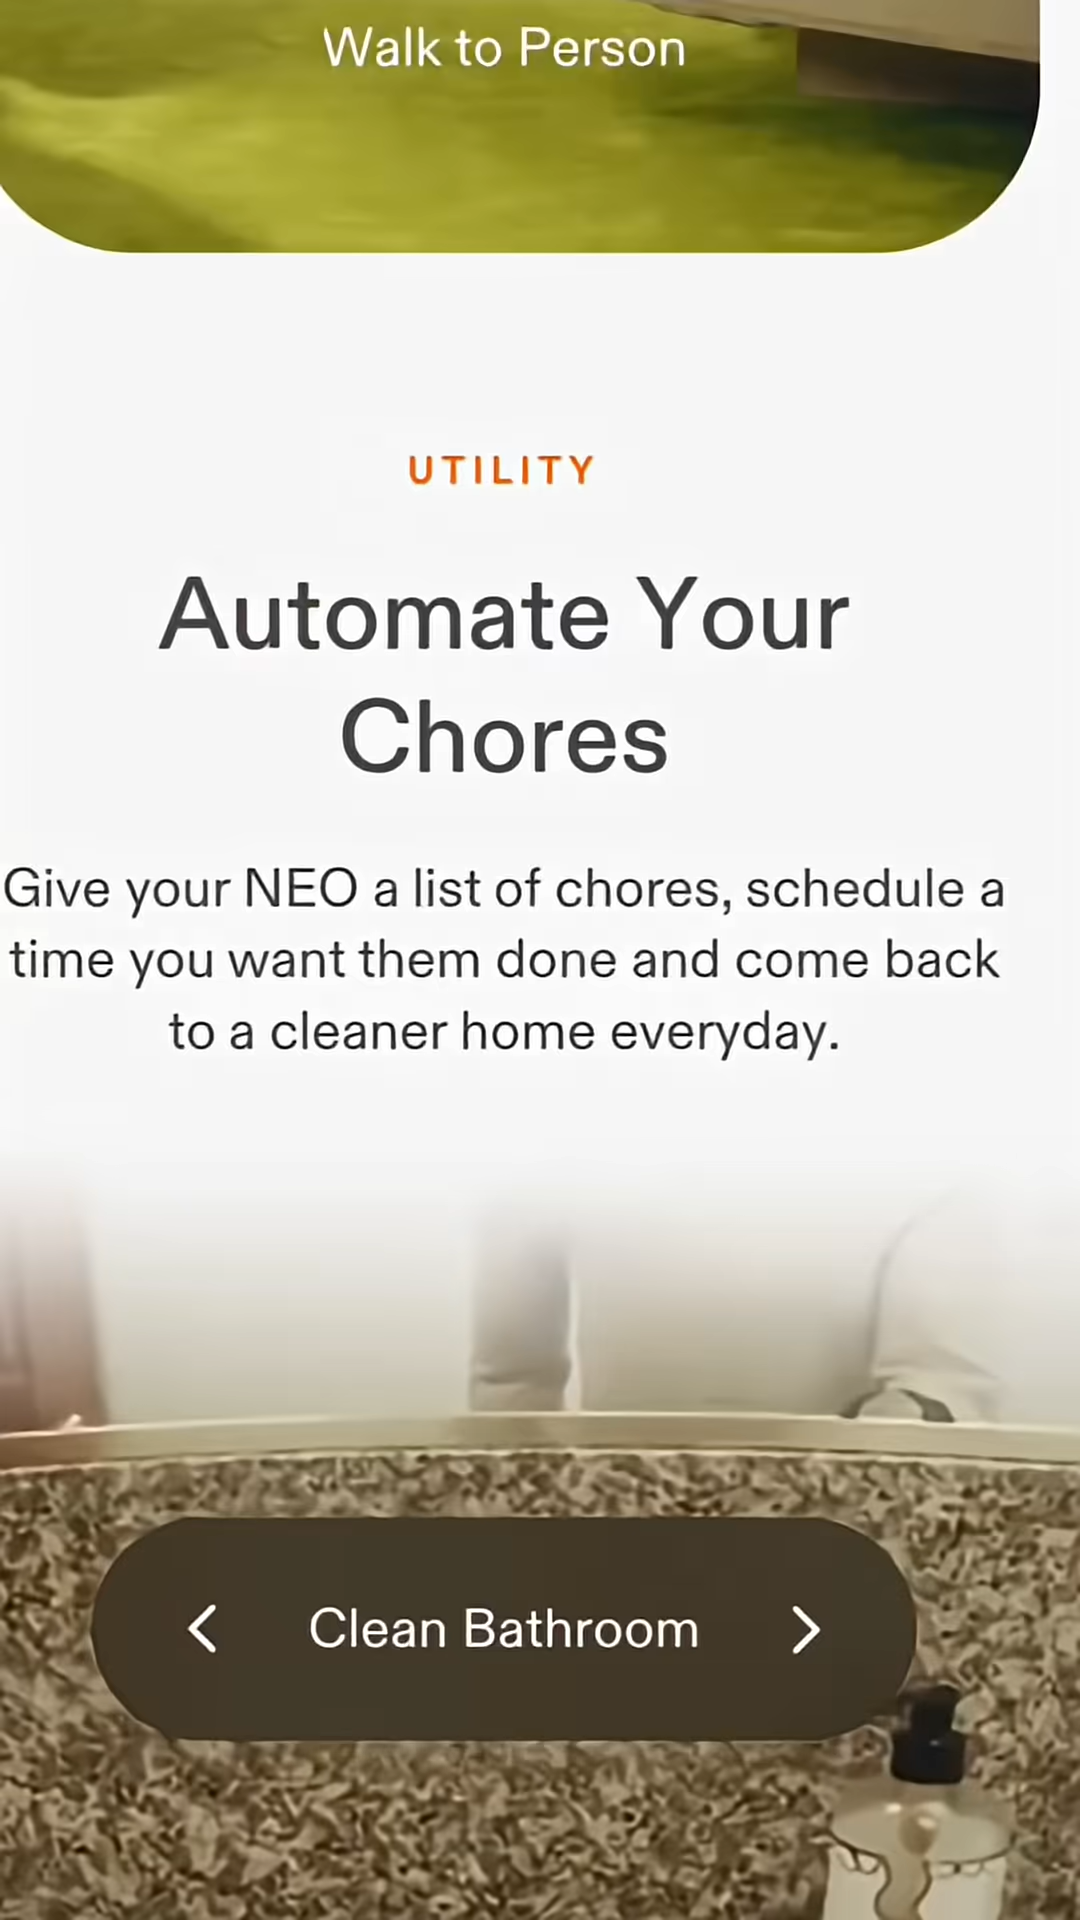 Walk to Person
UTILITY
Automate Your
Chores
Give your NEO a list of chores, schedule a
time you want them done and come back
to a cleaner home everyday.
Clean Bathroom